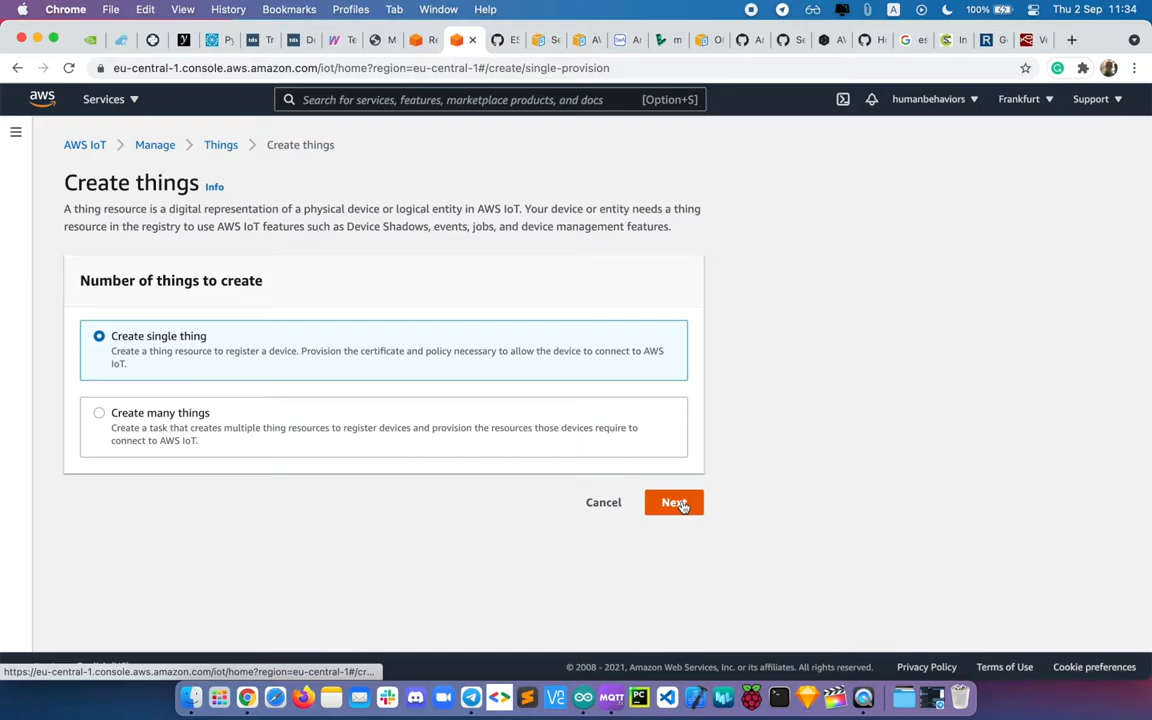 Chrome File Edit View History Bookmarks Profiles Tab Window Help A 100% Thu 2 Sep 11:34
Py Tr De Te M Re ES Se m O Se In
eu-central-1.console.aws.amazon.com/iot/home?region=eu-central-1#/create/single-provision
aws Services Search for services, features, marketplace products, and docs [Option+S] humanbehaviors Frankfurt Support
AWS IoT Manage Things Create things
Create things Info
A thing resource is a digital representation of a physical device or logical entity in AWS IoT. Your device or entity needs a thing
resource in the registry to use AWS IoT features such as Device Shadows, events, jobs, and device management features.
Number of things to create
Create single thing
Create a thing resource to register a device. Provision the certificate and policy necessary to allow the device to connect to AWS
IoT.
Create many things
Create a task that creates multiple thing resources to register devices and provision the resources those devices require to
connect to AWS IoT.
Cancel Next
https://eu-central-1.console.aws.amazon.com/iot/home?region=eu-central-1#/cr...
© 2008 - 2021, Amazon Web Services, Inc. or its affiliates. All rights reserved. Privacy Policy Terms of Use Cookie preferences